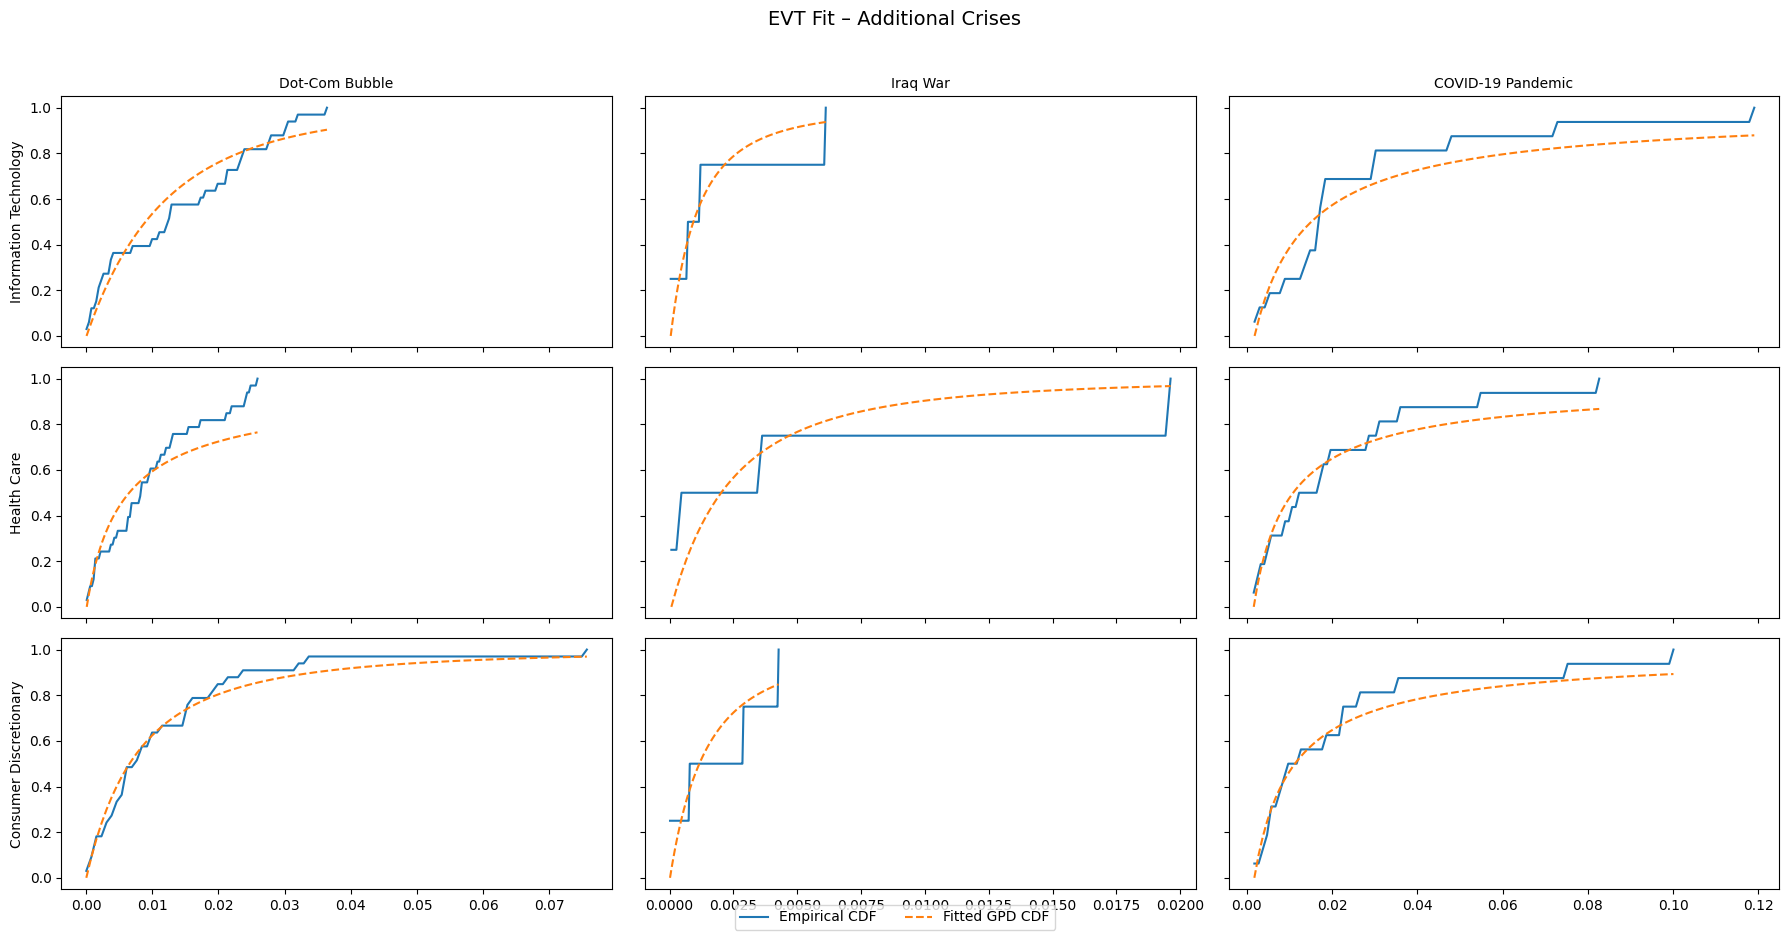 EVT Fit – Additional Crises
Dot-Com Bubble
Iraq War
COVID-19 Pandemic
Information Technology
1.0
0.8
0.6
0.4
0.2
0.0
Health Care
1.0
0.8
0.6
0.4
0.2
0.0
Consumer Discretionary
1.0
0.8
0.6
0.4
0.2
0.0
0.00 0.01 0.02 0.03 0.04 0.05 0.06 0.07
0.0000 0.0025 0.0050 0.0075 0.0100 0.0125 0.0150 0.0175 0.0200
0.00 0.02 0.04 0.06 0.08 0.10 0.12
Empirical CDF Fitted GPD CDF